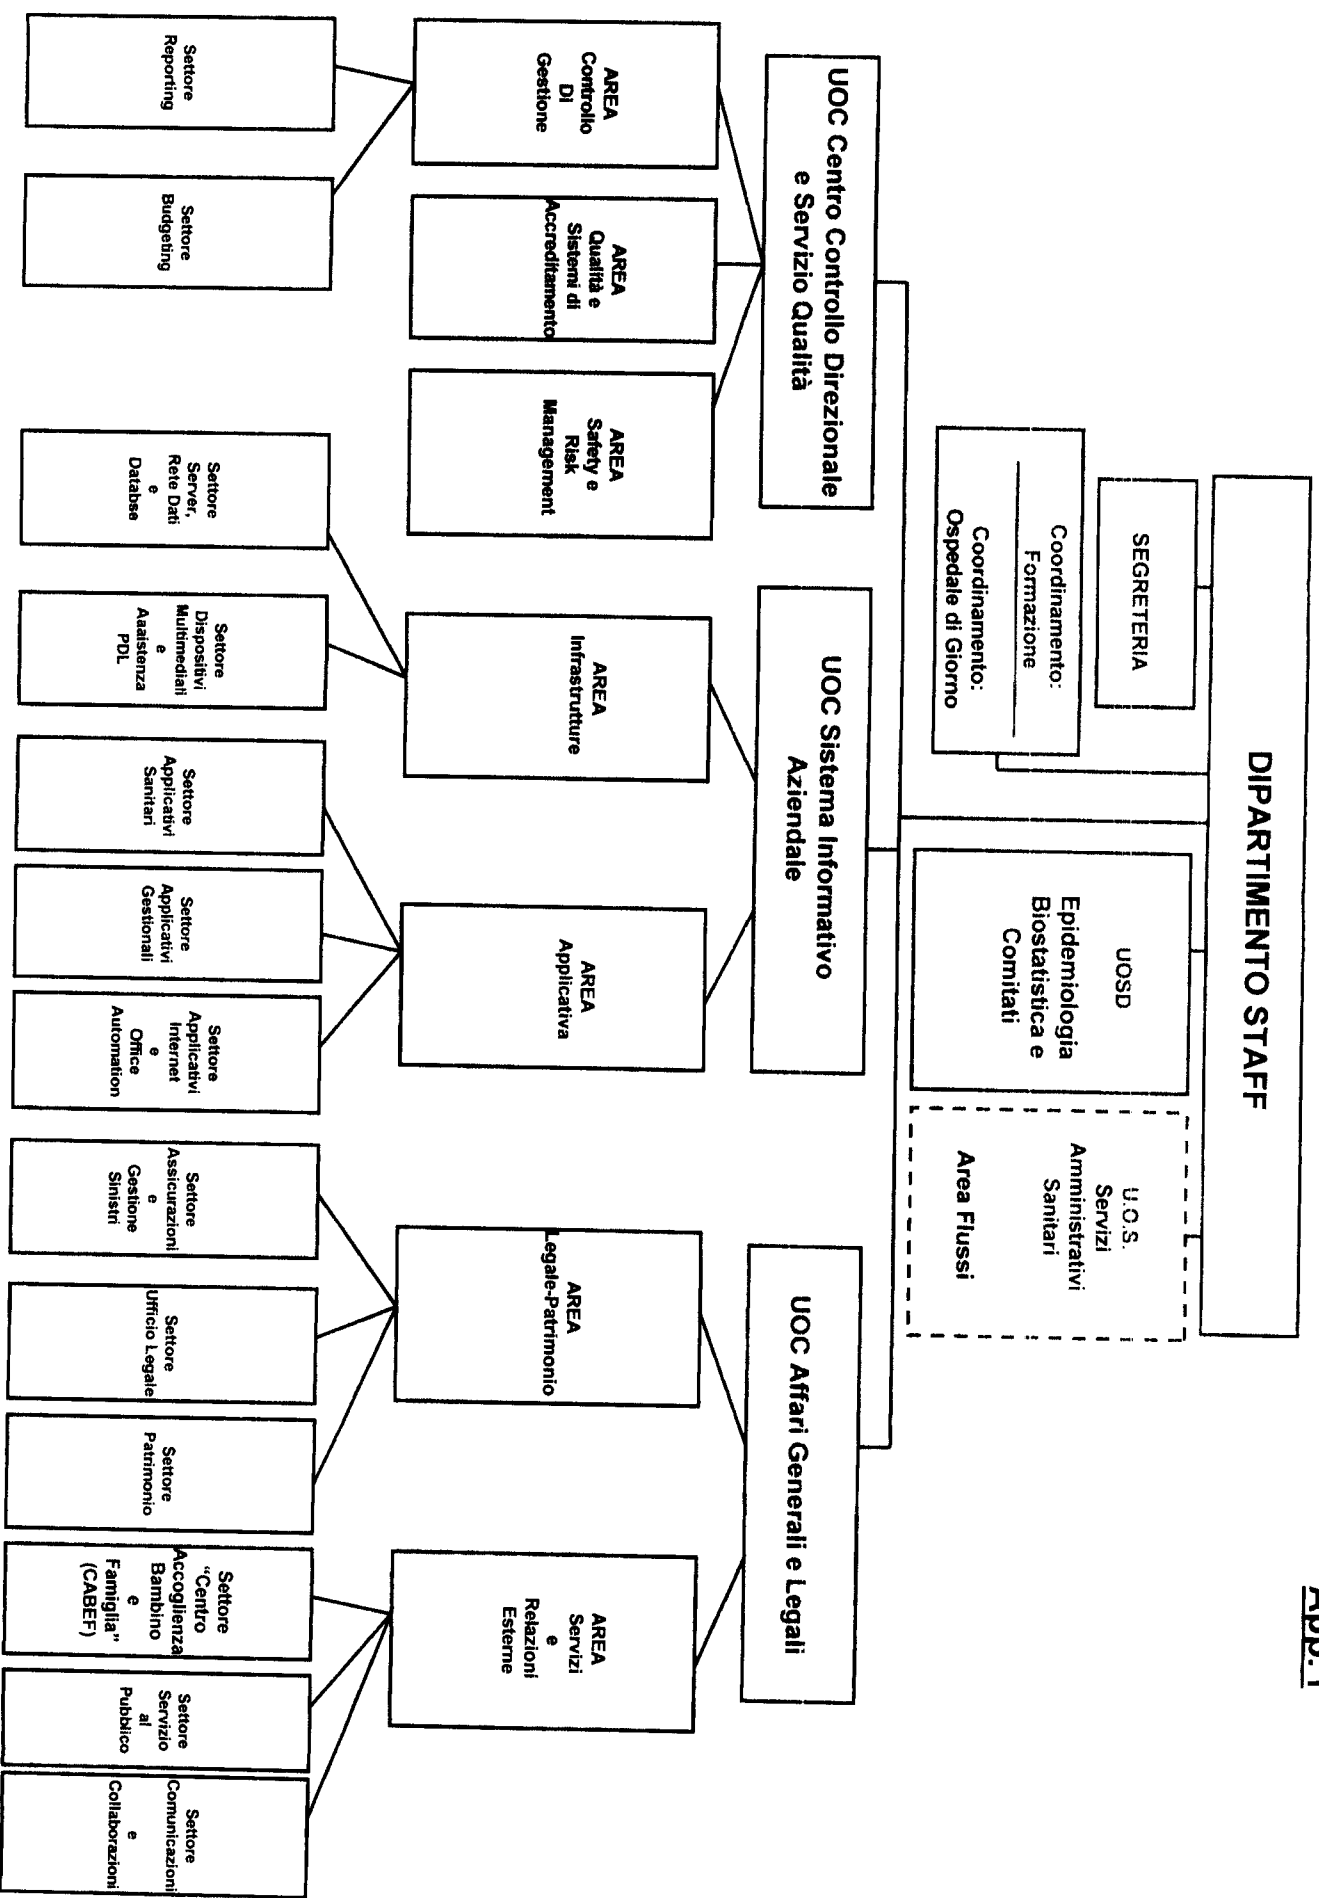 App. 1
DIPARTIMENTO STAFF
SEGRETERIA
Coordinamento:
Formazione
Coordinamento:
Ospedale di Giorno
UOSD
Epidemiologia
Biostatistica e
Comitati
U.O.S.
Servizi
Amministrativi
Sanitari
Area Flussi
UOC Centro Controllo Direzionale
e Servizio Qualità
UOC Sistema Informativo
Aziendale
UOC Affari Generali e Legali
AREA
Controllo
Di
Gestione
AREA
Qualità e
Sistemi di
Accreditamento
AREA
Safety e
Risk
Management
AREA
Infrastrutture
AREA
Applicativa
AREA
Legale-Patrimonio
AREA
Servizi
e
Relazioni
Esterne
Settore
Reporting
Settore
Budgeting
Settore
Server,
Rete Dati
e
Databse
Settore
Dispositivi
Multimediali
e
Aaaistenza
PDL
Settore
Applicativi
Sanitari
Settore
Applicativi
Gestionali
Settore
Applicativi
Internet
e
Office
Automation
Settore
Assicurazioni
e
Gestione
Sinistri
Settore
Ufficio Legale
Settore
Patrimonio
Settore
"Centro
Accoglienza
Bambino
e
Famiglia"
(CABEF)
Settore
Servizio
al
Pubblico
Settore
Comunicazioni
e
Collaborazioni